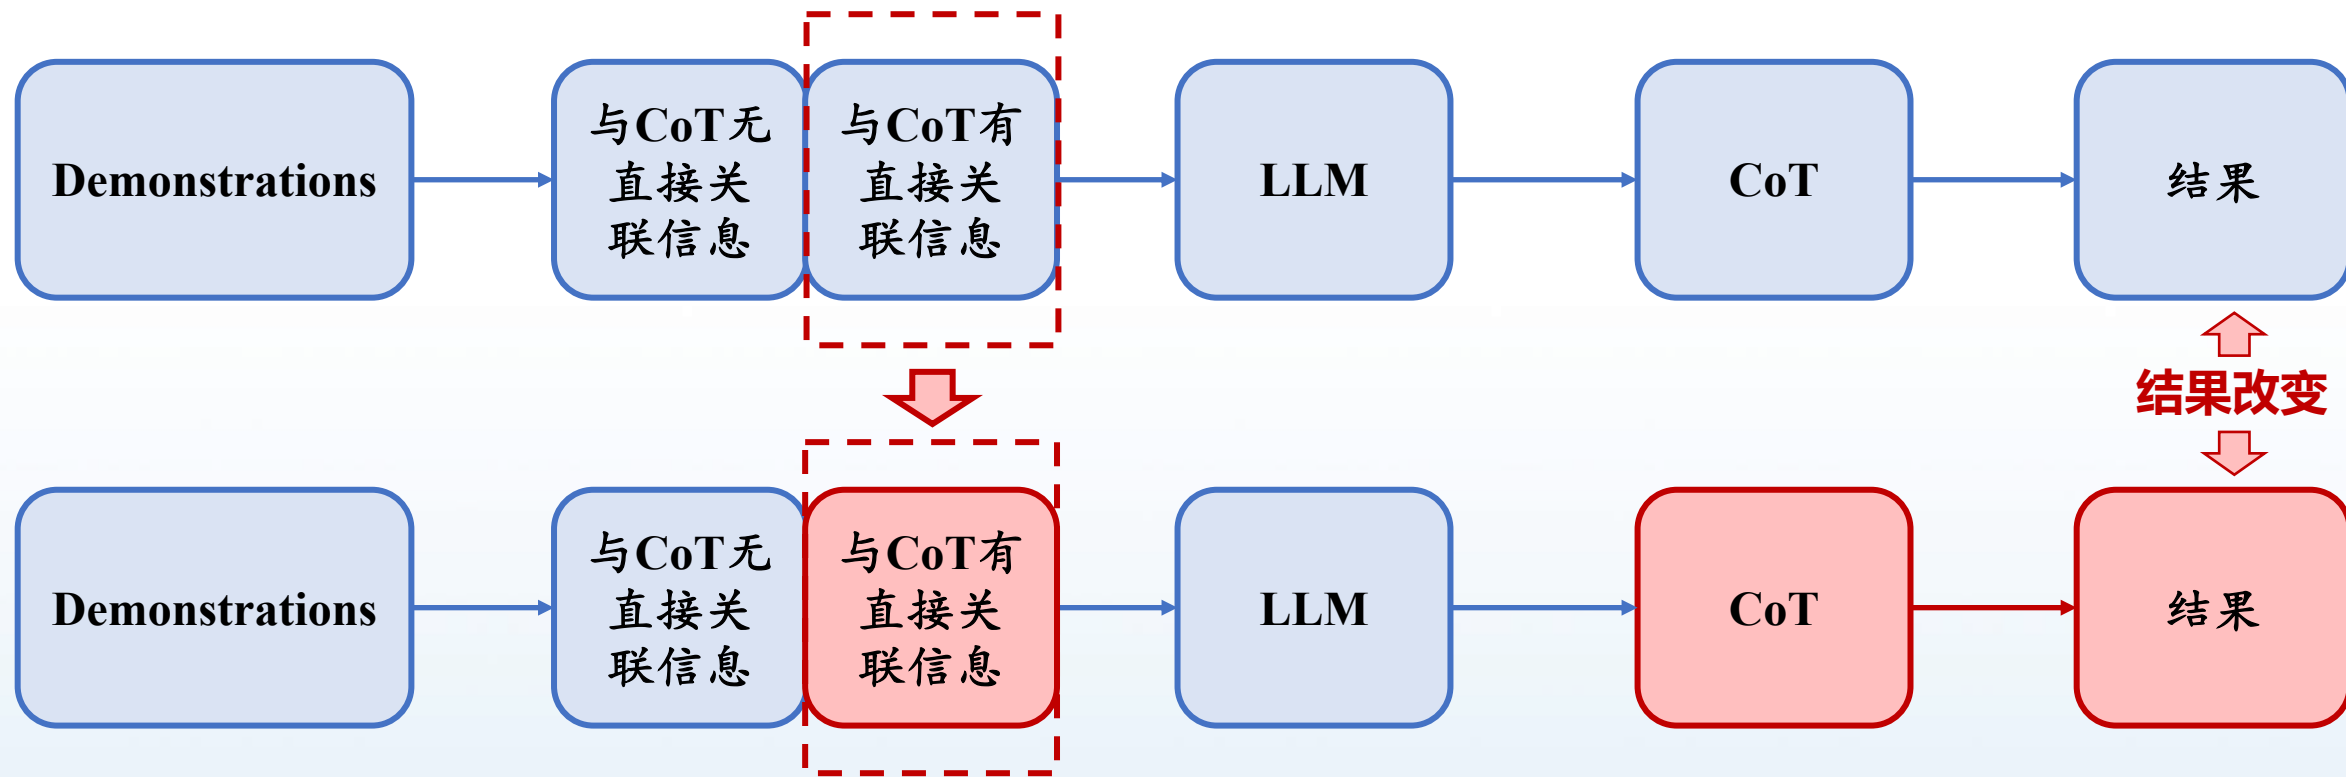 Demonstrations
与CoT无
直接关
联信息
与CoT有
直接关
联信息
LLM
CoT
结果
结果改变
Demonstrations
与CoT无
直接关
联信息
与CoT有
直接关
联信息
LLM
CoT
结果